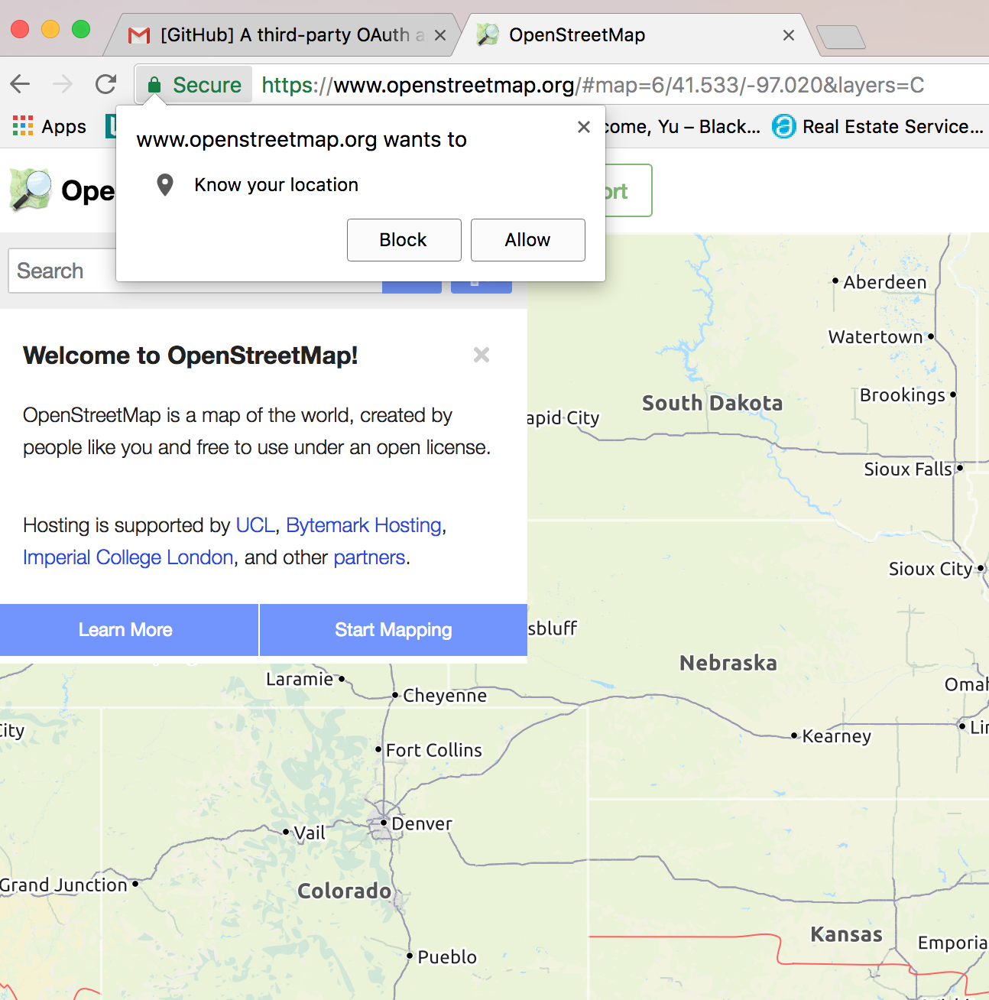 [GitHub] A third-party OAuth a
OpenStreetMap
Secure https://www.openstreetmap.org/#map=6/41.533/-97.020&layers=C
Apps
come, Yu – Black...
Real Estate Service...
www.openstreetmap.org wants to
Know your location
Block
Allow
Ope
ort
Search
Welcome to OpenStreetMap!
OpenStreetMap is a map of the world, created by
people like you and free to use under an open license.
Hosting is supported by UCL, Bytemark Hosting,
Imperial College London, and other partners.
Learn More
Start Mapping
Aberdeen
Watertown
Brookings
South Dakota
apid City
Sioux Falls
Sioux City
sbluff
Nebraska
Laramie
Omah
Cheyenne
City
Lin
Kearney
Fort Collins
Denver
Vail
Grand Junction
Colorado
Kansas
Emporia
Pueblo